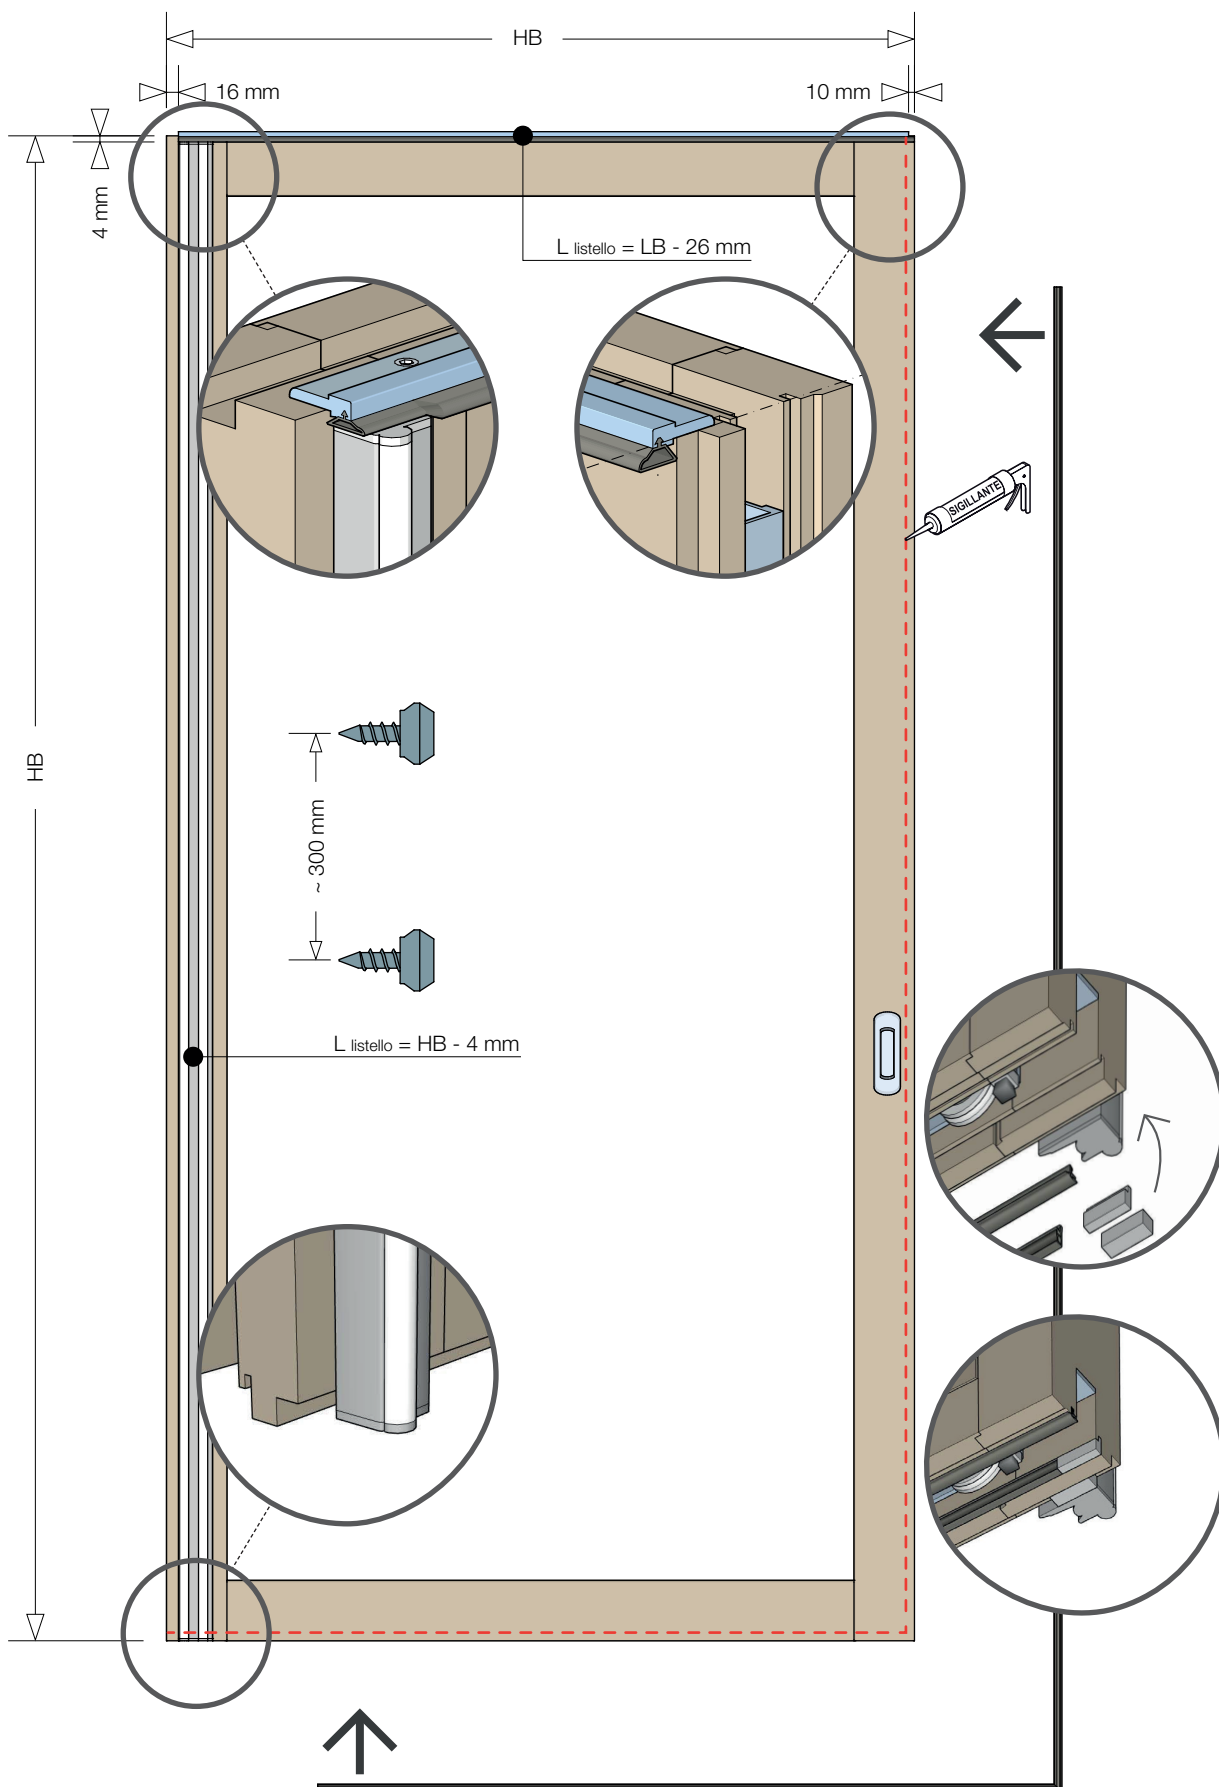 HB
16 mm
10 mm
4 mm
L listello = LB - 26 mm
SIGILLANTE
HB
~ 300 mm
L listello = HB - 4 mm